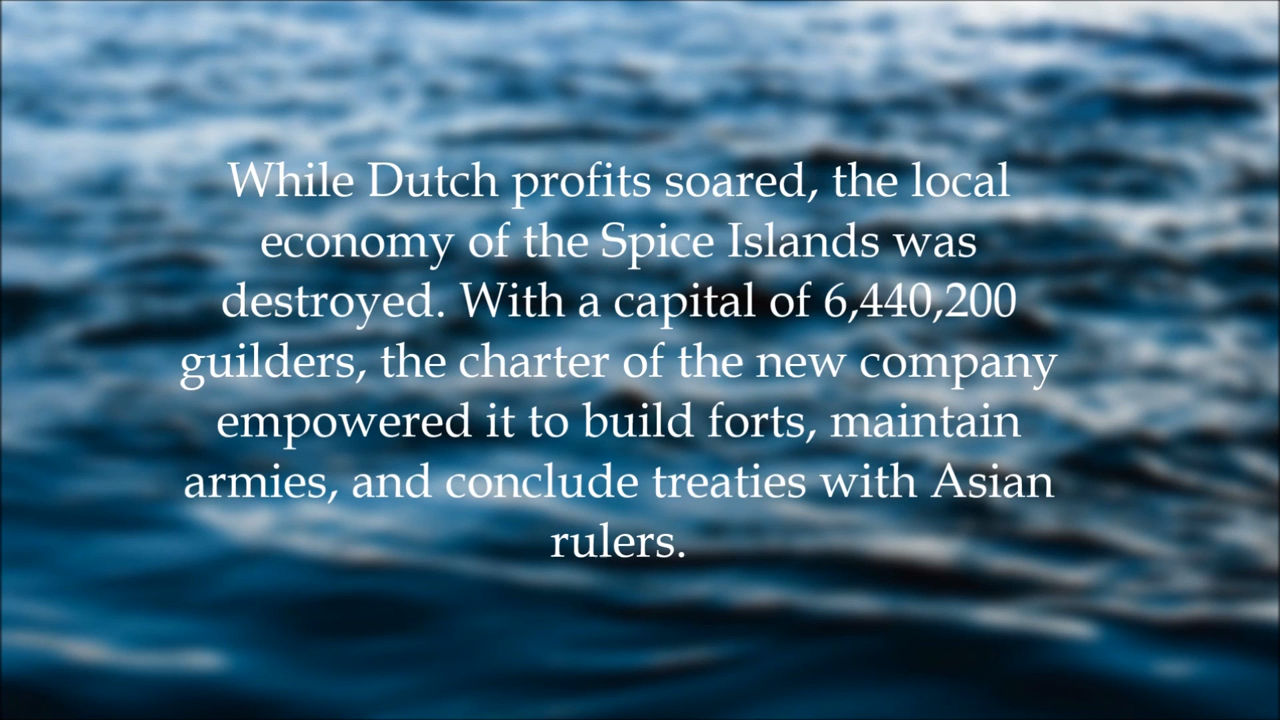 While Dutch profits soared, the local
economy of the Spice Islands was
destroyed. With a capital of 6,440,200
guilders, the charter of the new company
empowered it to build forts, maintain
armies, and conclude treaties with Asian
rulers.